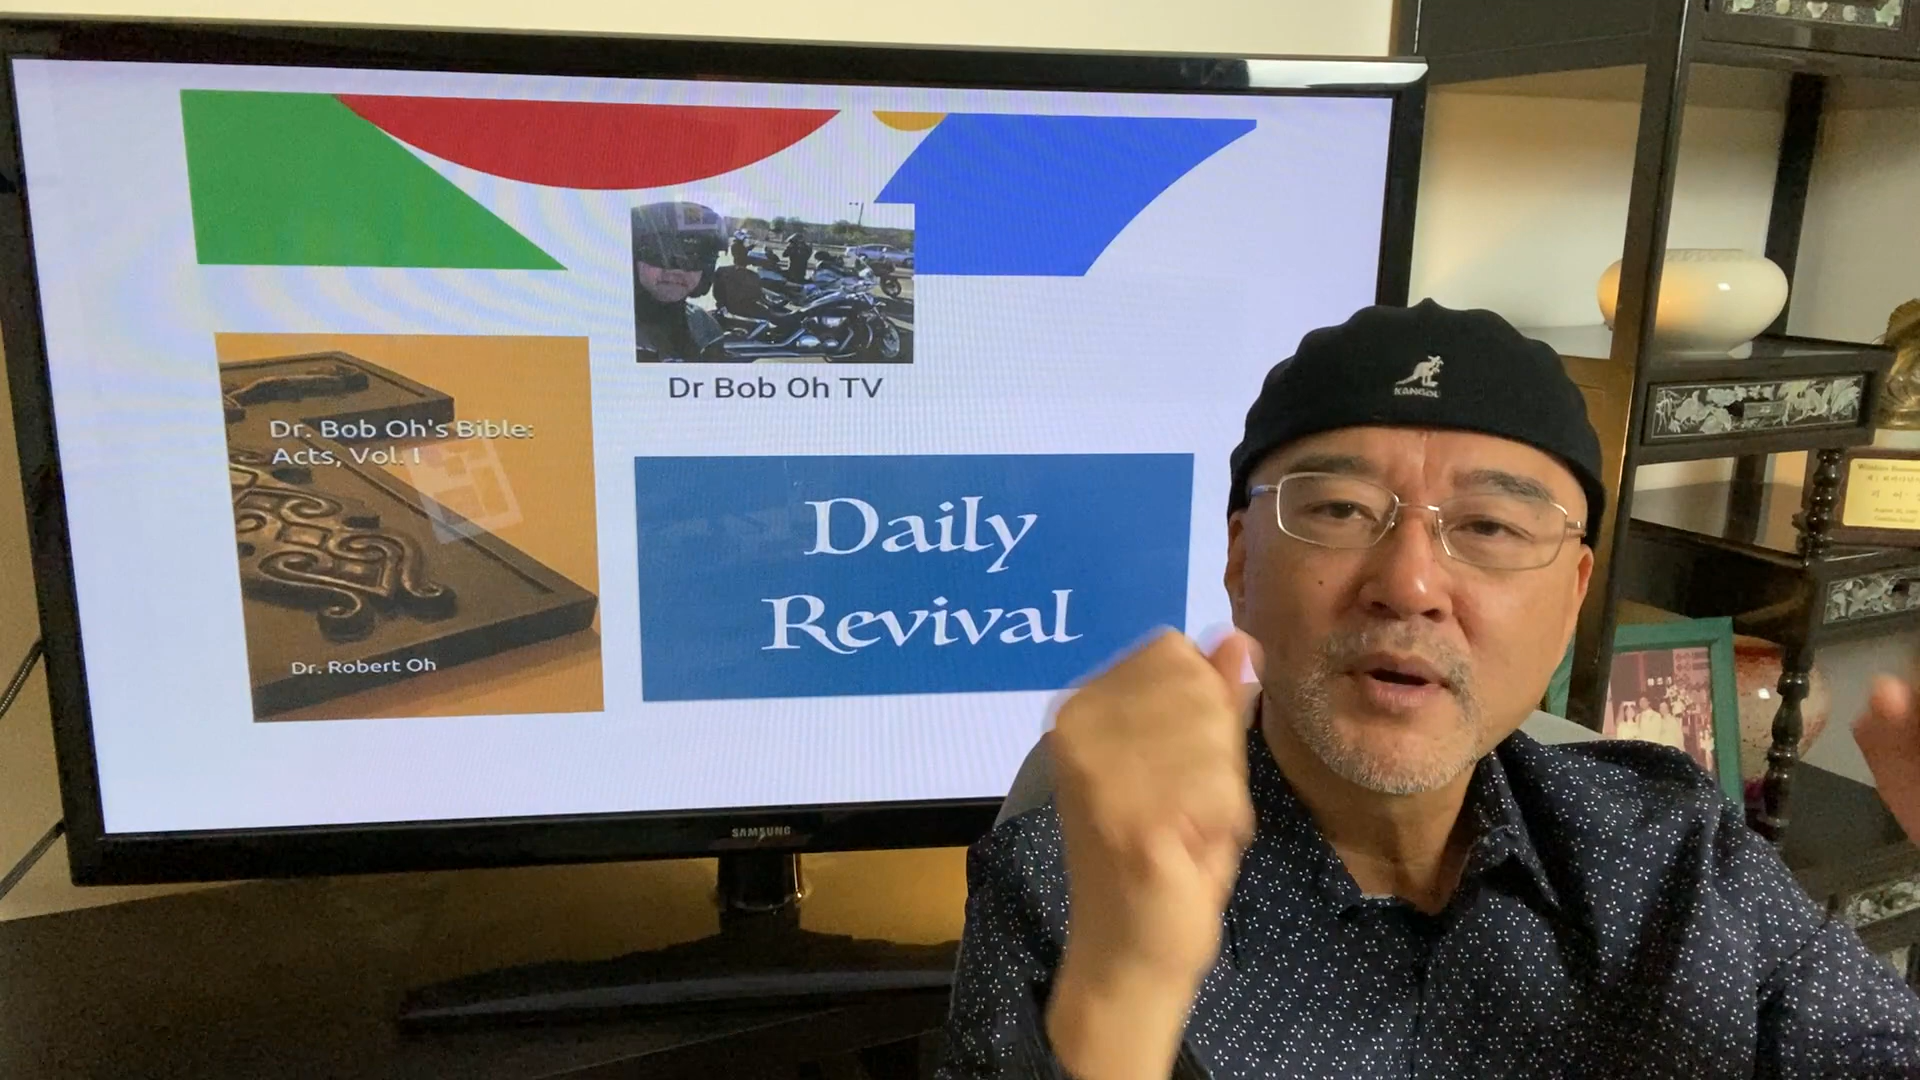 Dr Bob Oh TV
Dr. Bob Oh's Bible:
Acts, Vol. I
Dr. Robert Oh
Daily
Revival
SAMSUNG
KANGOL